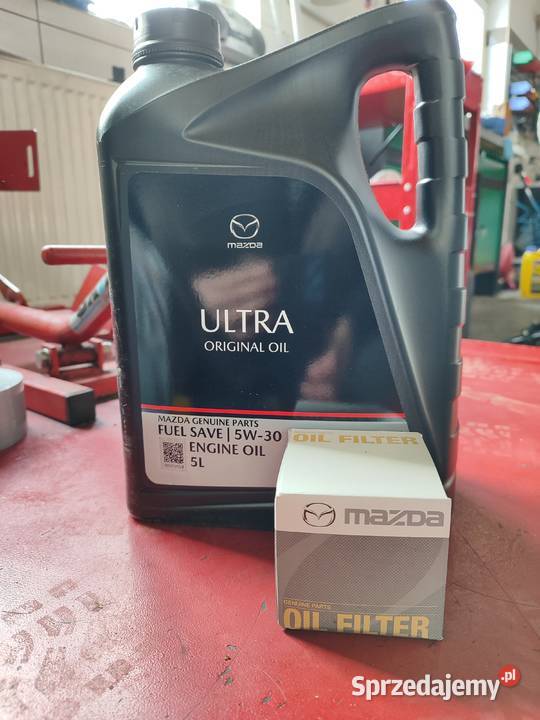 mazda
ULTRA
ORIGINAL OIL
MAZDA GENUINE PARTS
FUEL SAVE | 5W-30
ENGINE OIL
5L
OIL FILTER
mazda
GENUINE PARTS
OIL FILTER
Sprzedajemy.pl